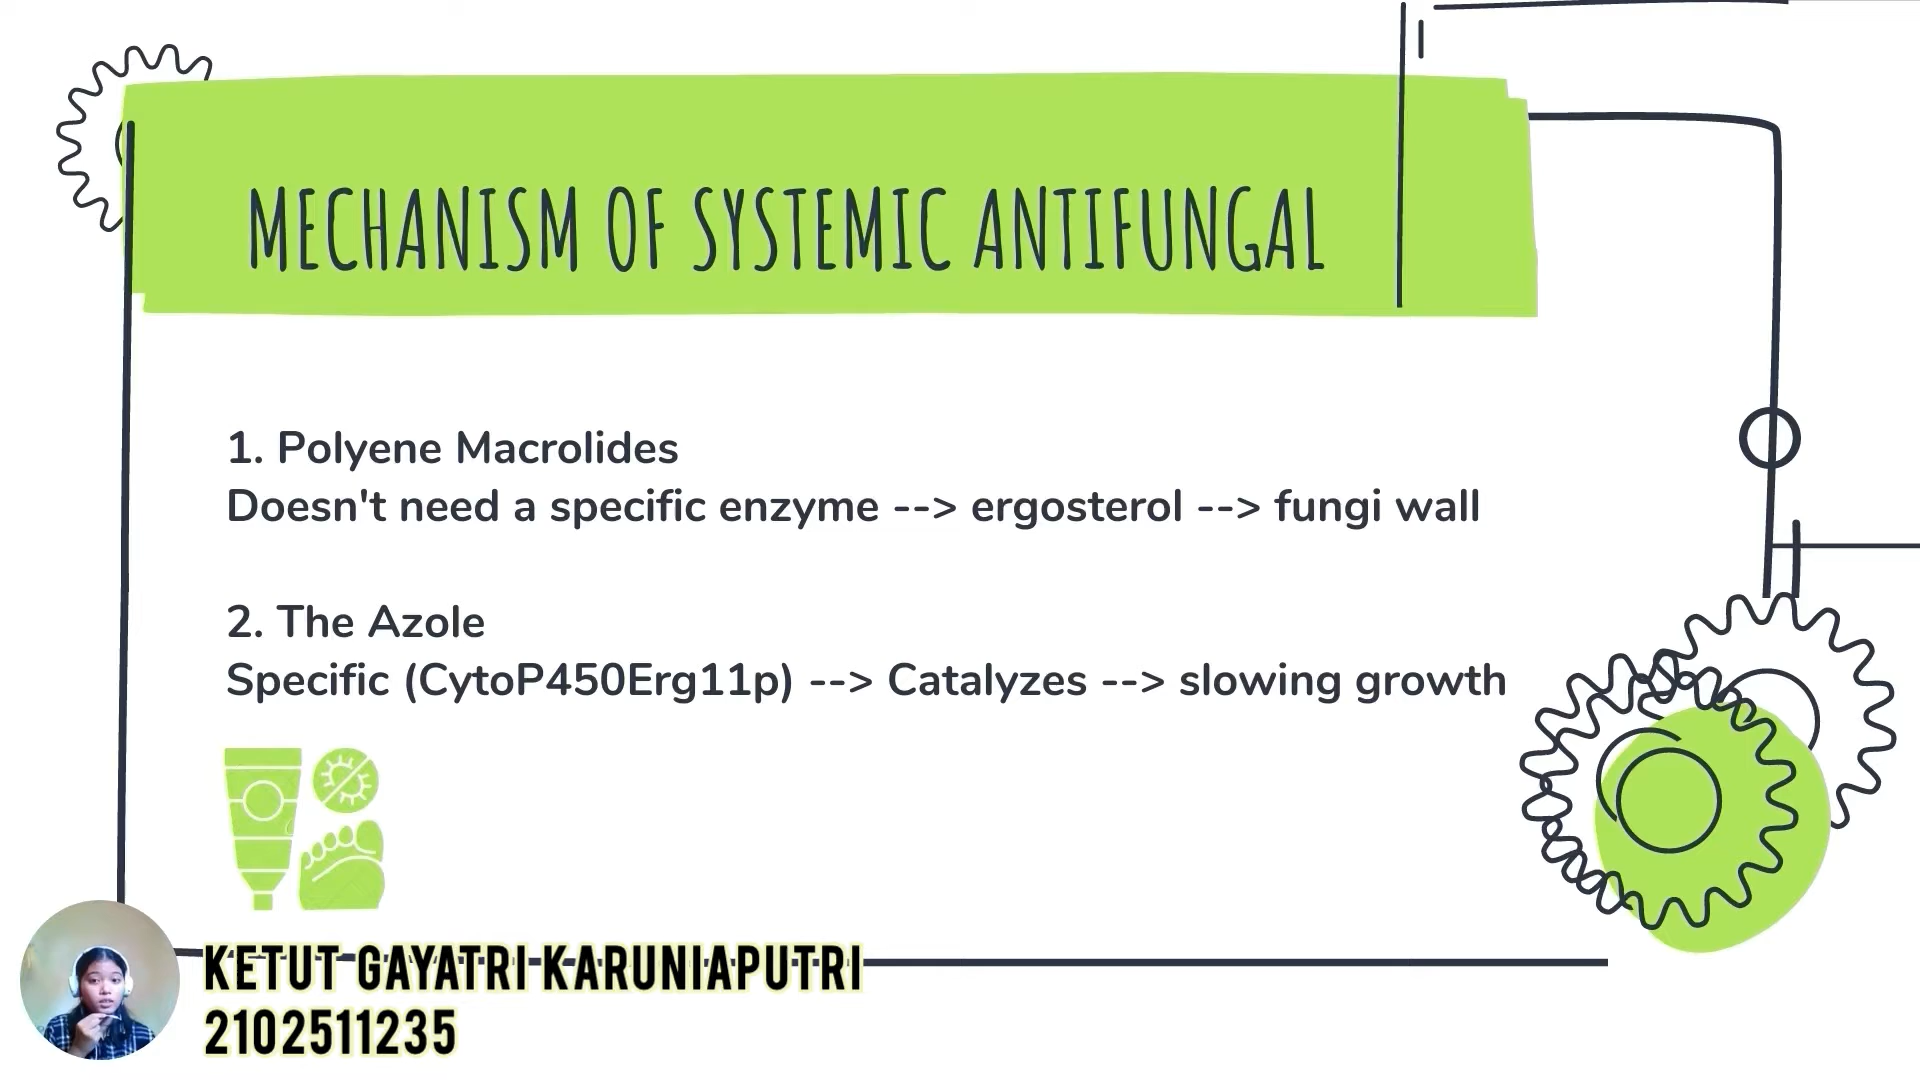 MECHANISM OF SYSTEMIC ANTIFUNGAL
1. Polyene Macrolides
Doesn't need a specific enzyme --> ergosterol --> fungi wall
2. The Azole
Specific (CytoP450Erg11p) --> Catalyzes --> slowing growth
KETUT GAYATRI KARUNIAPUTRI
2102511235